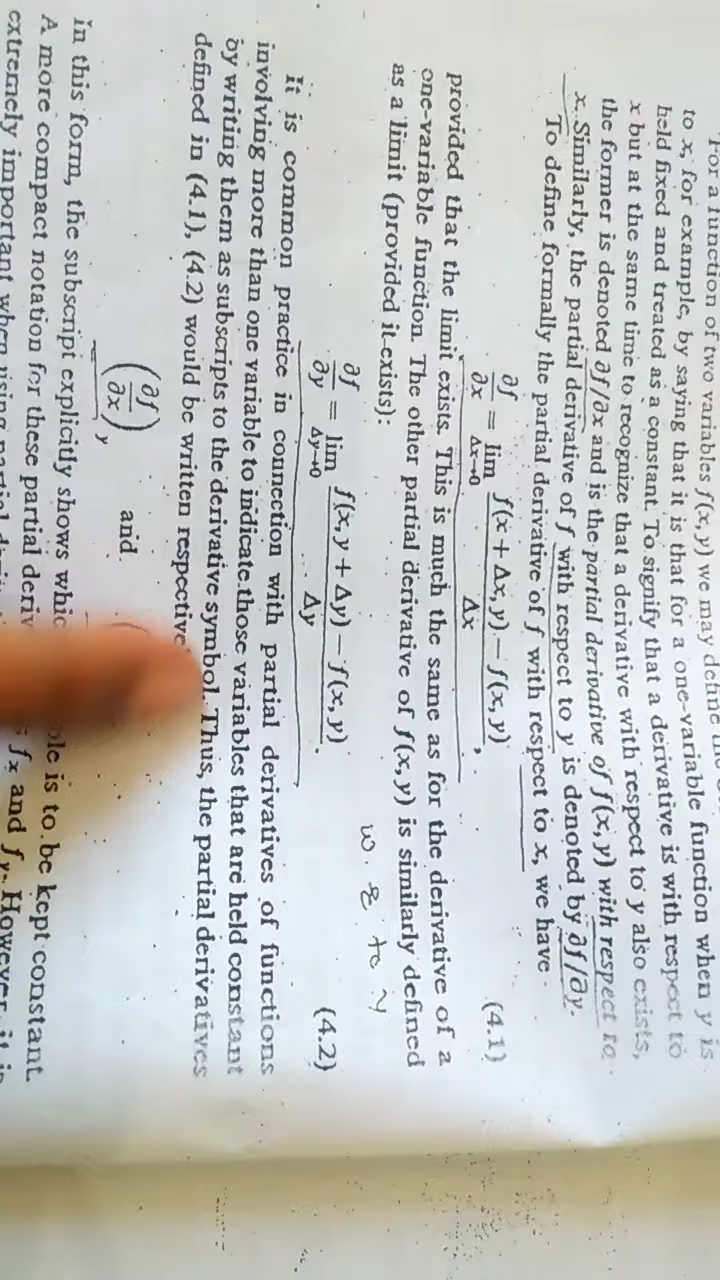 For a function of two variables f(x, y) we may define
to x, for example, by saying that it is that for a one-variable function when y is
held fixed and treated as a constant. To signify that a derivative is with respect to
x but at the same time to recognize that a derivative with respect to y also exists,
the former is denoted ∂f/∂x and is the partial derivative of f(x, y) with respect to
x. Similarly, the partial derivative of f with respect to y is denoted by ∂f/∂y.
To define formally the partial derivative of f with respect to x, we have
∂f/∂x = lim Δx→0 (f(x + Δx, y) − f(x, y))/Δx, (4.1)
provided that the limit exists. This is much the same as for the derivative of a
one-variable function. The other partial derivative of f(x, y) is similarly defined
as a limit (provided it exists):
w. r to y
∂f/∂y = lim Δy→0 (f(x, y + Δy) − f(x, y))/Δy. (4.2)
It is common practice in connection with partial derivatives of functions
involving more than one variable to indicate those variables that are held constant
by writing them as subscripts to the derivative symbol. Thus, the partial derivatives
defined in (4.1), (4.2) would be written
(∂f/∂x)y and
in this form, the subscript explicitly shows is to be kept constant.
A more compact notation for these partial fx and fy. However, it is
extremely important when using partial